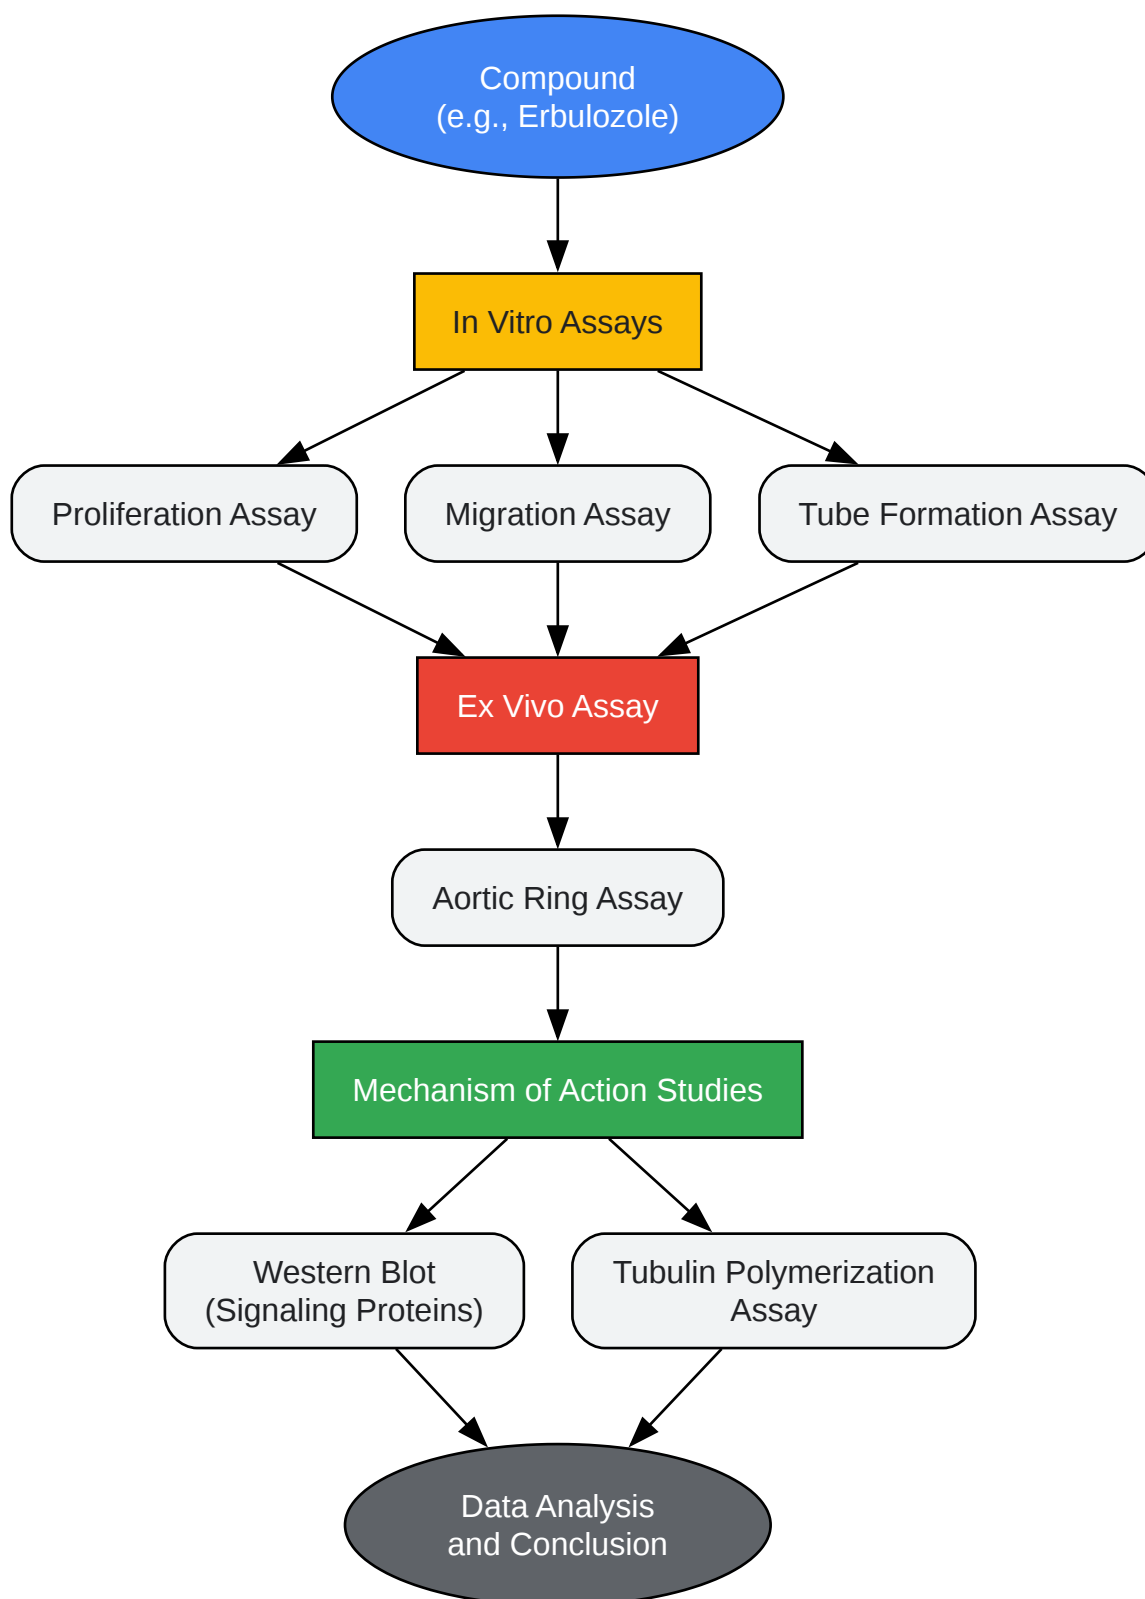 Compound
(e.g., Erbulozole)
In Vitro Assays
Proliferation Assay
Migration Assay
Tube Formation Assay
Ex Vivo Assay
Aortic Ring Assay
Mechanism of Action Studies
Western Blot
(Signaling Proteins)
Tubulin Polymerization
Assay
Data Analysis
and Conclusion